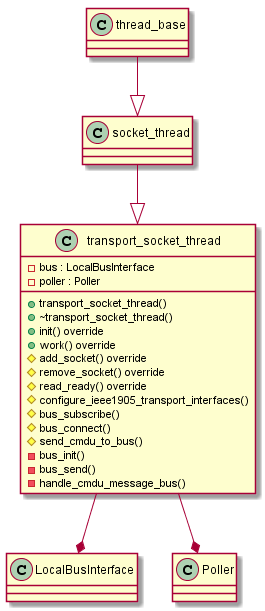 C thread_base
C socket_thread
C transport_socket_thread
bus : LocalBusInterface
poller : Poller
transport_socket_thread()
~transport_socket_thread()
init() override
work() override
add_socket() override
remove_socket() override
read_ready() override
configure_ieee1905_transport_interfaces()
bus_subscribe()
bus_connect()
send_cmdu_to_bus()
bus_init()
bus_send()
handle_cmdu_message_bus()
C LocalBusInterface
C Poller